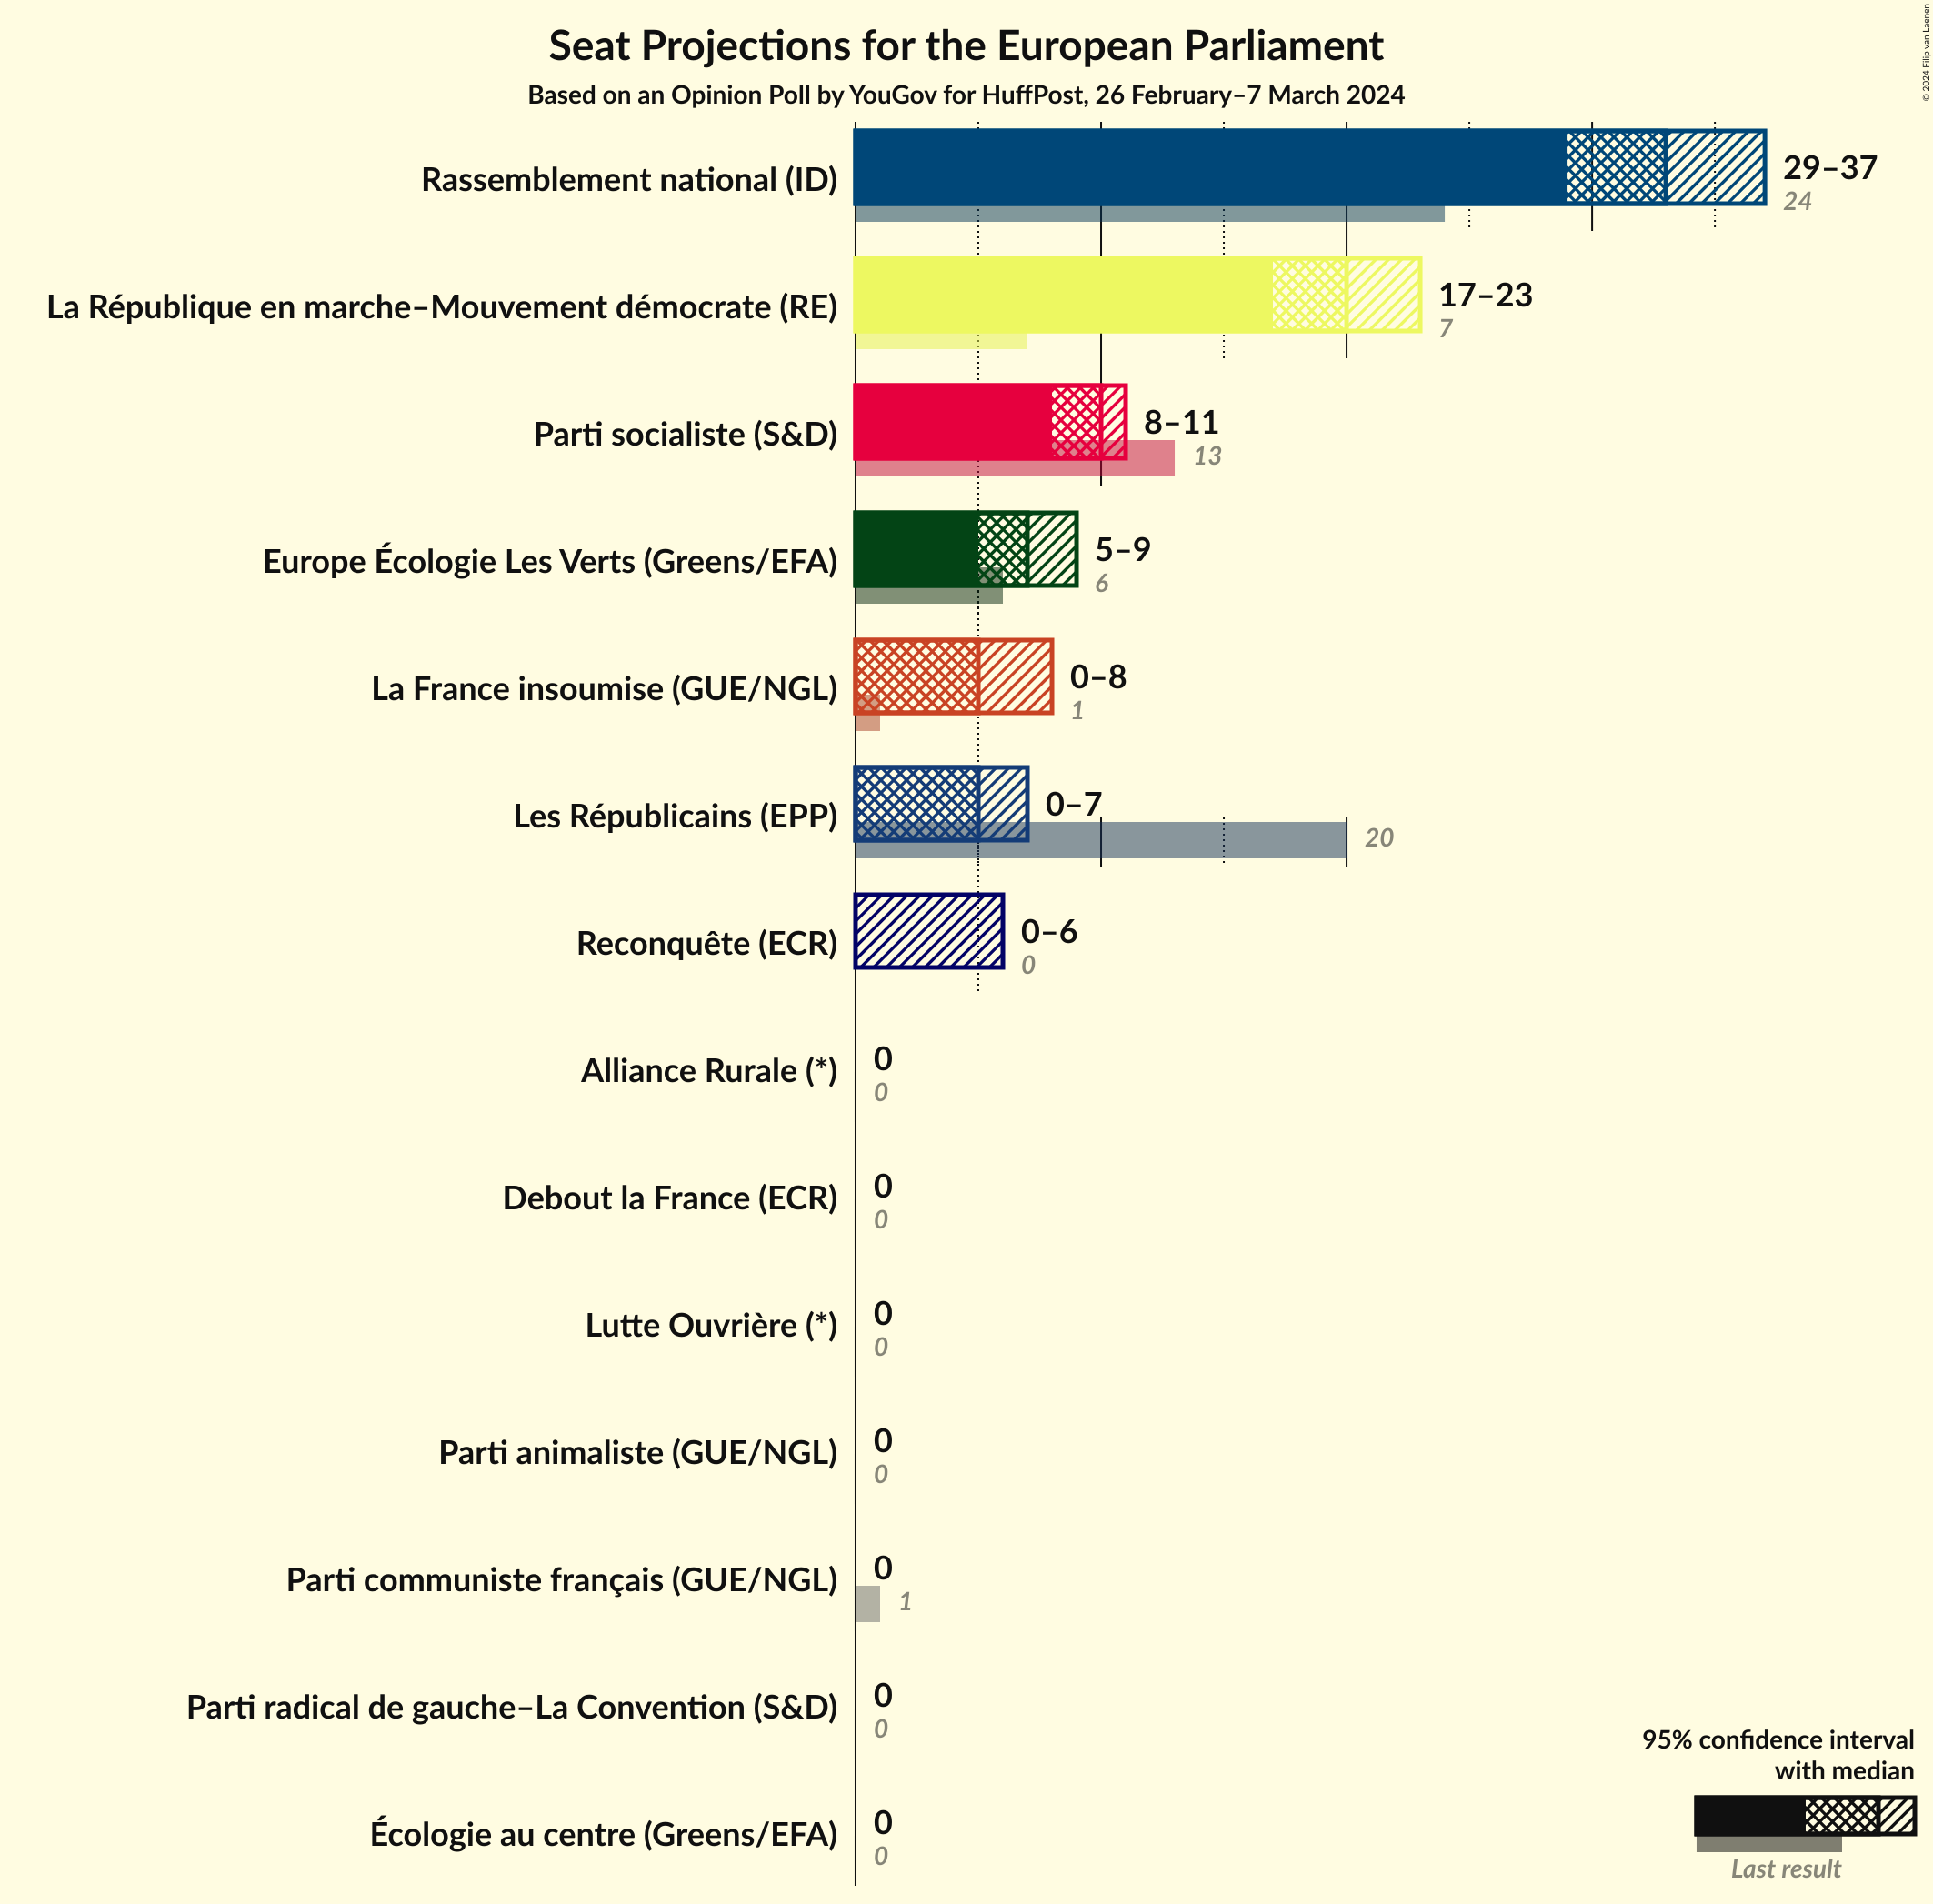 © 2024 Filip van Laenen
Seat Projections for the European Parliament
Based on an Opinion Poll by YouGov for HuffPost, 26 February–7 March 2024
Rassemblement national (ID)
29–37
24
La République en marche–Mouvement démocrate (RE)
17–23
7
Parti socialiste (S&D)
8–11
13
Europe Écologie Les Verts (Greens/EFA)
5–9
6
La France insoumise (GUE/NGL)
0–8
1
Les Républicains (EPP)
0–7
20
Reconquête (ECR)
0–6
0
Alliance Rurale (*)
0
0
Debout la France (ECR)
0
0
Lutte Ouvrière (*)
0
0
Parti animaliste (GUE/NGL)
0
0
Parti communiste français (GUE/NGL)
0
1
Parti radical de gauche–La Convention (S&D)
0
0
Écologie au centre (Greens/EFA)
0
0
95% confidence interval
with median
Last result